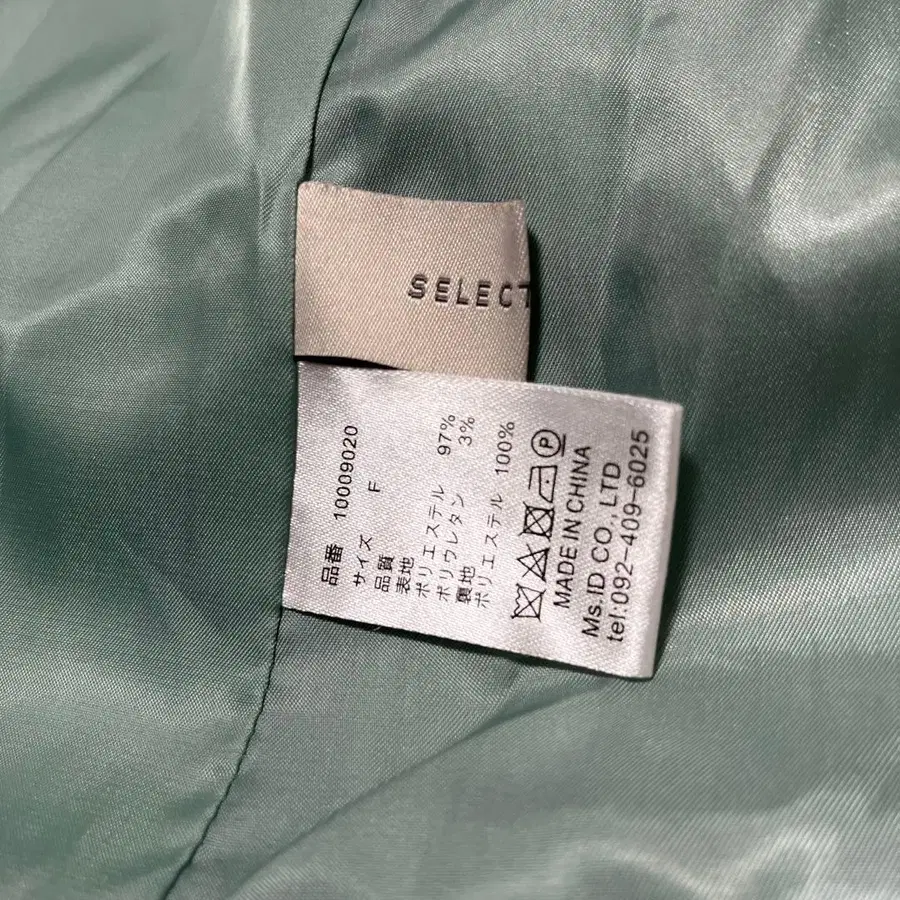 SELECT
品番 10009020
サイズ F
品質
表地
ポリエステル 97%
ポリウレタン 3%
裏地
ポリエステル 100%
P
MADE IN CHINA
Ms.ID CO.,LTD
tel:092-409-6025